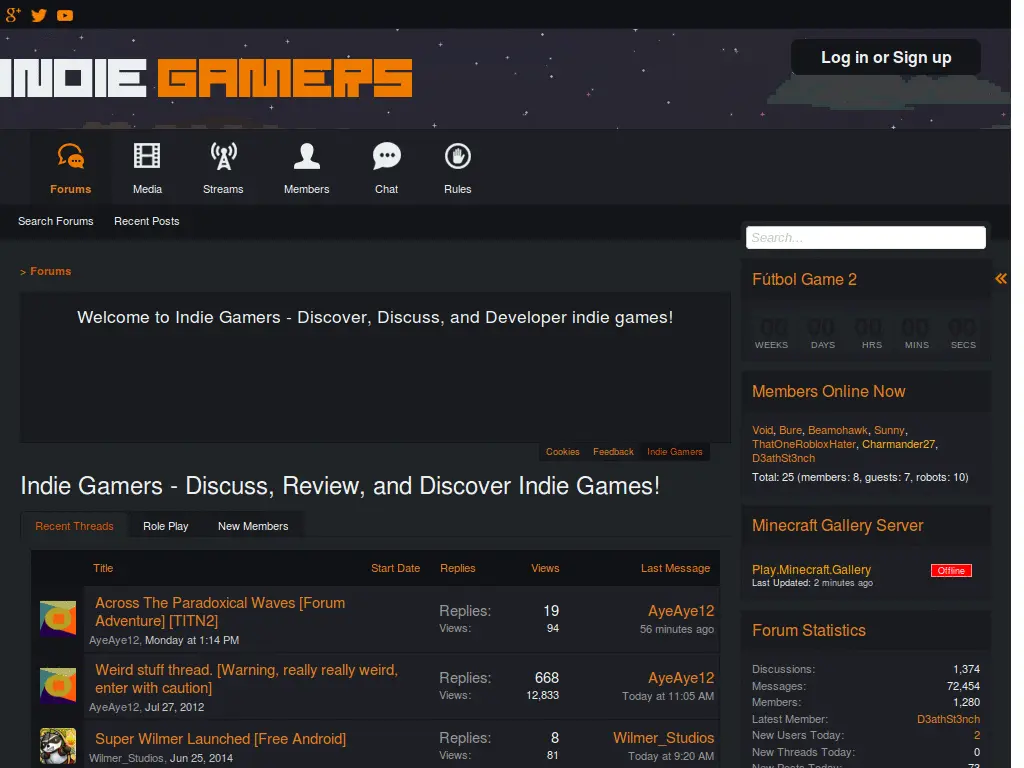 INDIE GAMERS
Log in or Sign up
Forums
Media
Streams
Members
Chat
Rules
Search Forums
Recent Posts
Search...
> Forums
Welcome to Indie Gamers - Discover, Discuss, and Developer indie games!
Cookies
Feedback
Indie Gamers
Indie Gamers - Discuss, Review, and Discover Indie Games!
Recent Threads
Role Play
New Members
Title
Start Date
Replies
Views
Last Message
Across The Paradoxical Waves [Forum
Adventure] [TITN2]
AyeAye12, Monday at 1:14 PM
Replies: 19
Views: 94
AyeAye12
56 minutes ago
Weird stuff thread. [Warning, really really weird,
enter with caution]
AyeAye12, Jul 27, 2012
Replies: 668
Views: 12,833
AyeAye12
Today at 11:05 AM
Super Wilmer Launched [Free Android]
Wilmer_Studios, Jun 25, 2014
Replies: 8
Views: 81
Wilmer_Studios
Today at 9:20 AM
Fútbol Game 2
00 00 00 00 00
WEEKS DAYS HRS MINS SECS
Members Online Now
Void, Bure, Beamohawk, Sunny,
ThatOneRobloxHater, Charmander27,
D3athSt3nch
Total: 25 (members: 8, guests: 7, robots: 10)
Minecraft Gallery Server
Play.Minecraft.Gallery
Offline
Last Updated: 2 minutes ago
Forum Statistics
Discussions: 1,374
Messages: 72,454
Members: 1,280
Latest Member: D3athSt3nch
New Users Today: 2
New Threads Today: 0
New Posts Today: 73